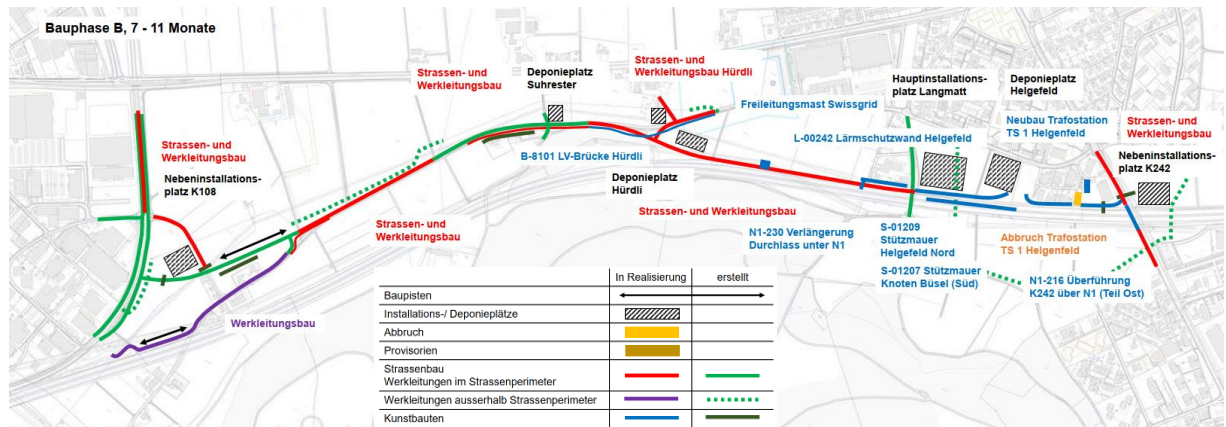 Bauphase B, 7 - 11 Monate
Strassen- und
Werkleitungsbau
Deponieplatz
Suhrester
Strassen- und
Werkleitungsbau Hürdli
Hauptinstallations-
platz Langmatt
Deponieplatz
Helgefeld
Freileitungsmast Swissgrid
Neubau Trafostation
TS 1 Helgenfeld
Strassen- und
Werkleitungsbau
L-00242 Lärmschutzwand Helgefeld
Strassen- und
Werkleitungsbau
Nebeninstallations-
platz K108
B-8101 LV-Brücke Hürdli
Nebeninstallations-
platz K242
Deponieplatz
Hürdli
Strassen- und Werkleitungsbau
Strassen- und
Werkleitungsbau
N1-230 Verlängerung
Durchlass unter N1
S-01209
Stützmauer
Helgefeld Nord
Abbruch Trafostation
TS 1 Helgenfeld
S-01207 Stützmauer
Knoten Büsel (Süd)
N1-216 Überführung
K242 über N1 (Teil Ost)
Werkleitungsbau
In Realisierung erstellt
Baupisten
Installations-/ Deponieplätze
Abbruch
Provisorien
Strassenbau
Werkleitungen im Strassenperimeter
Werkleitungen ausserhalb Strassenperimeter
Kunstbauten